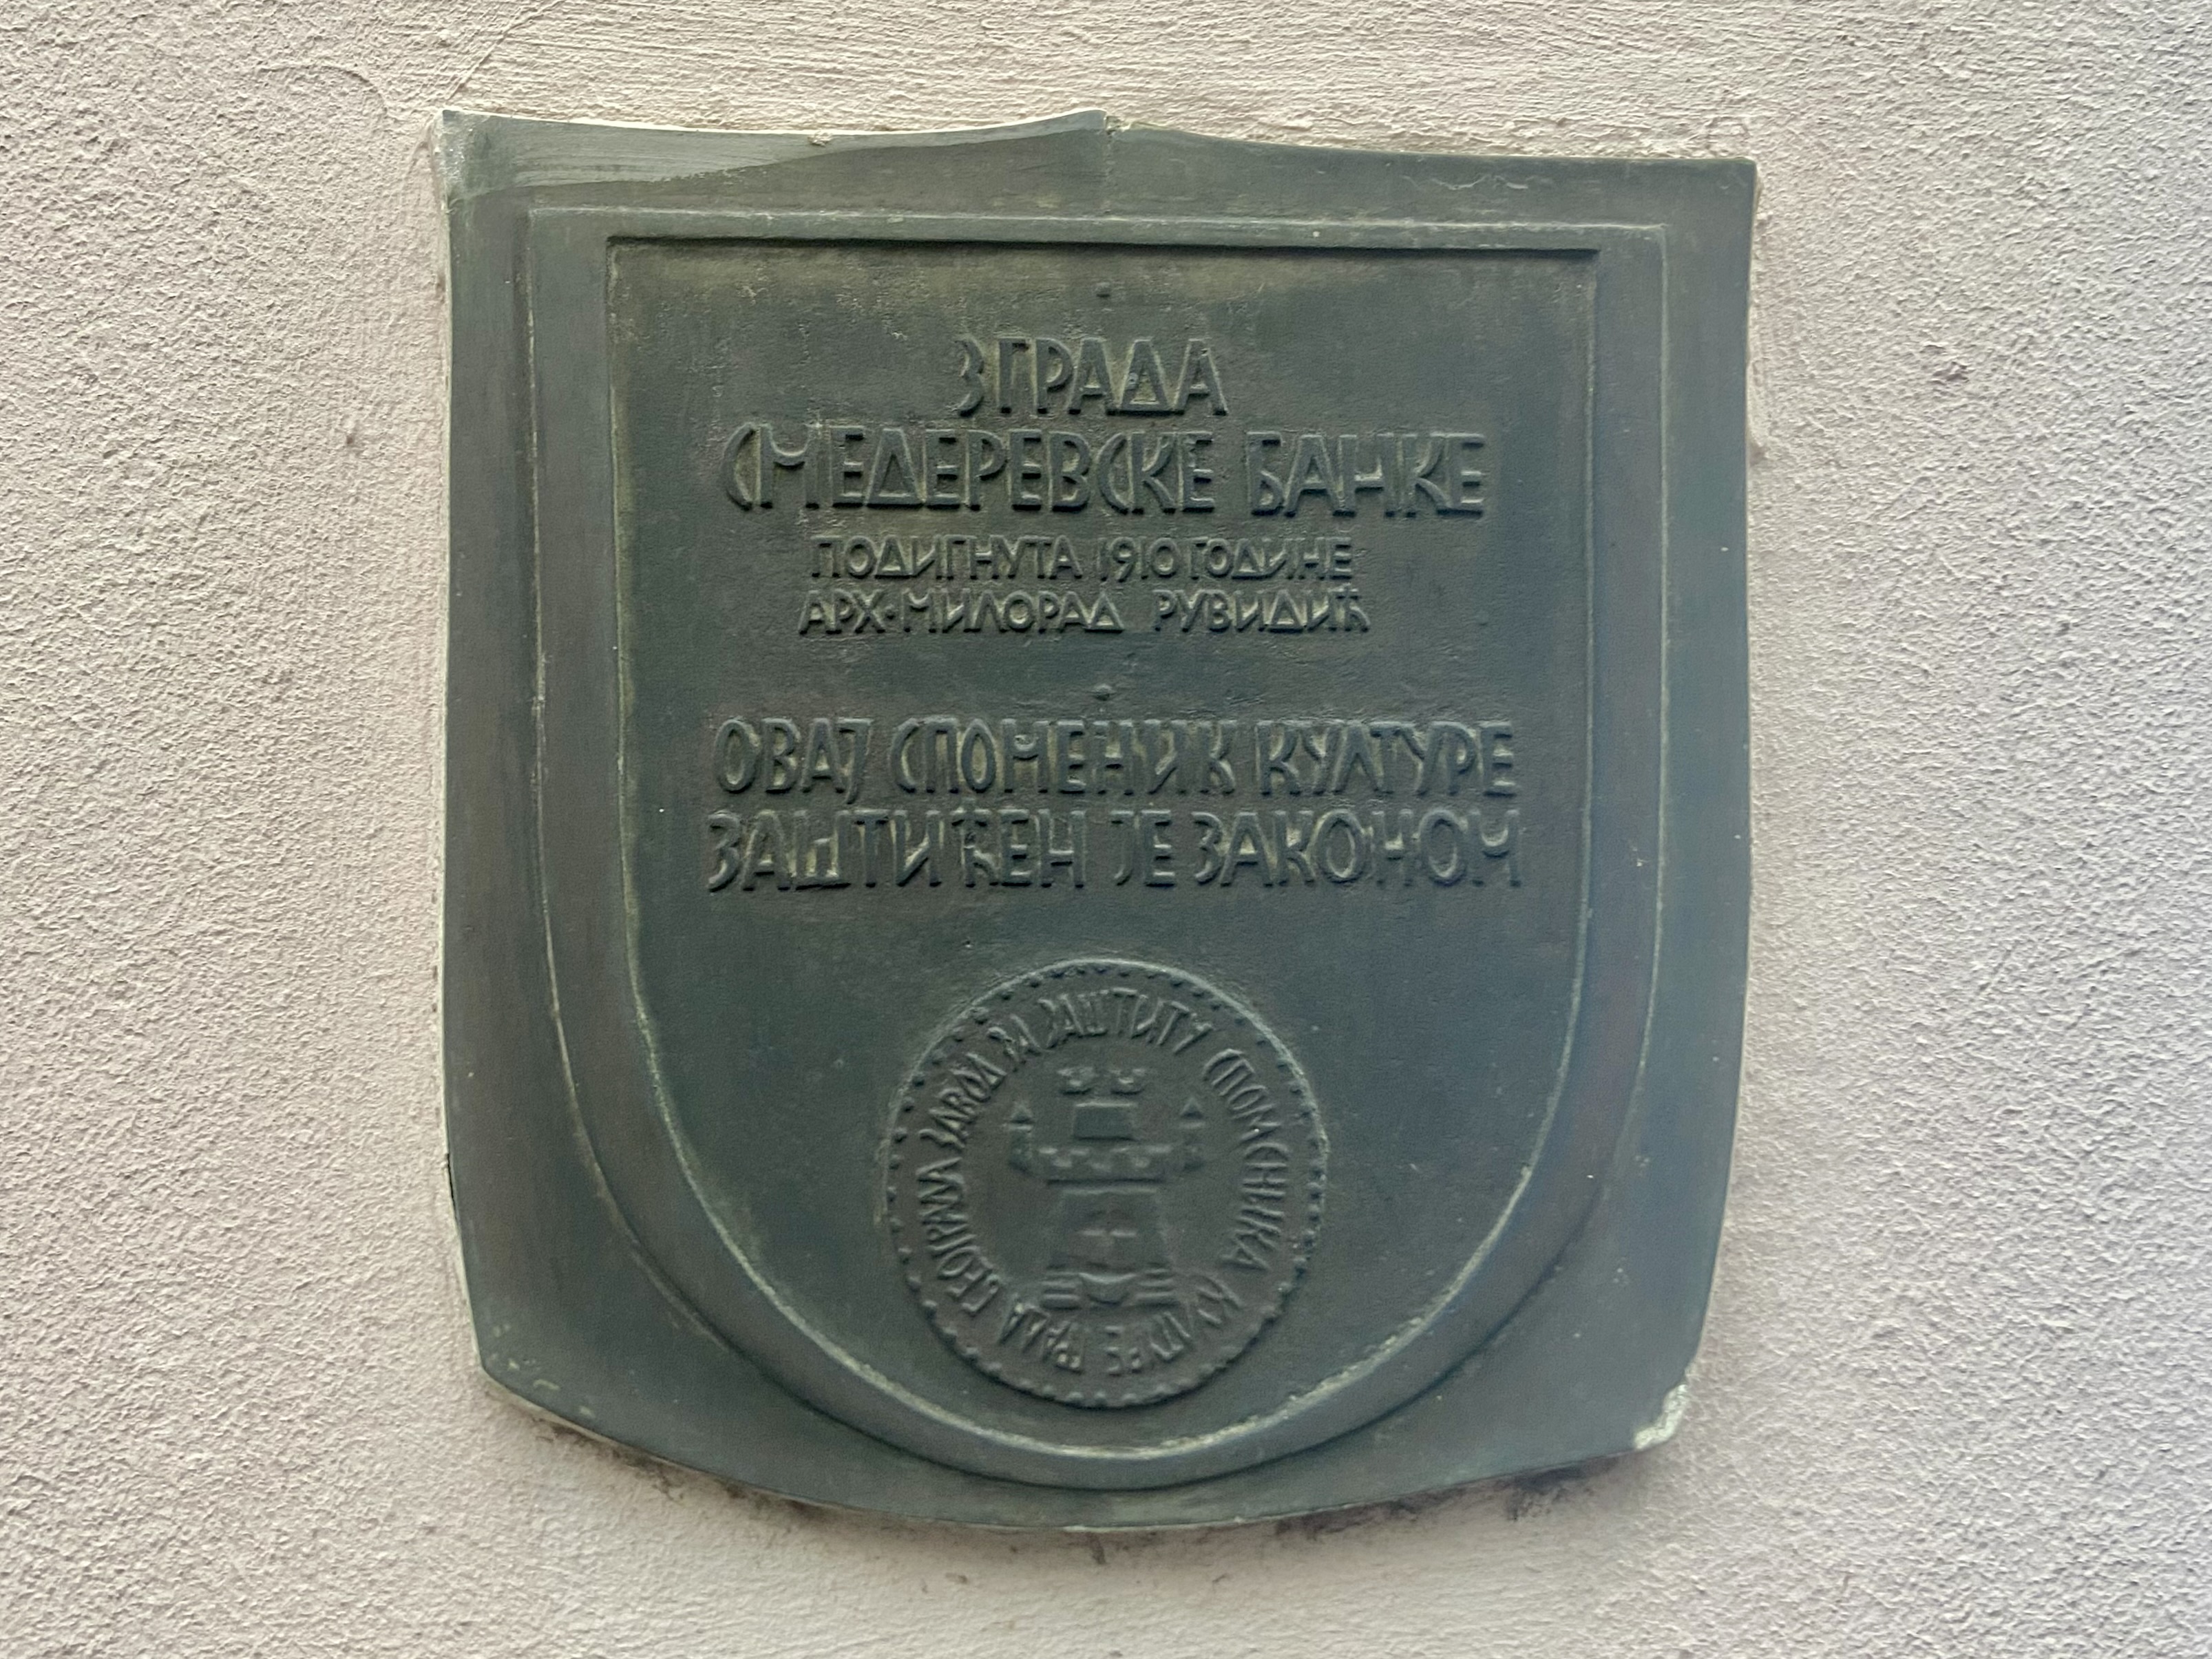 ЗГРАДА
СМЕДЕРЕВСКЕ БАНКЕ
ПОДИГНУТА 1910 ГОДИНЕ
АРХ·МИЛОРАД РУВИДИЋ
ОВАЈ СПОМЕНИК КУЛТУРЕ
ЗАШТИЋЕН ЈЕ ЗАКОНОМ
ЗАВОД ЗА ЗАШТИТУ СПОМЕНИКА КУЛТУРЕ ГРАДА БЕОГРАДА